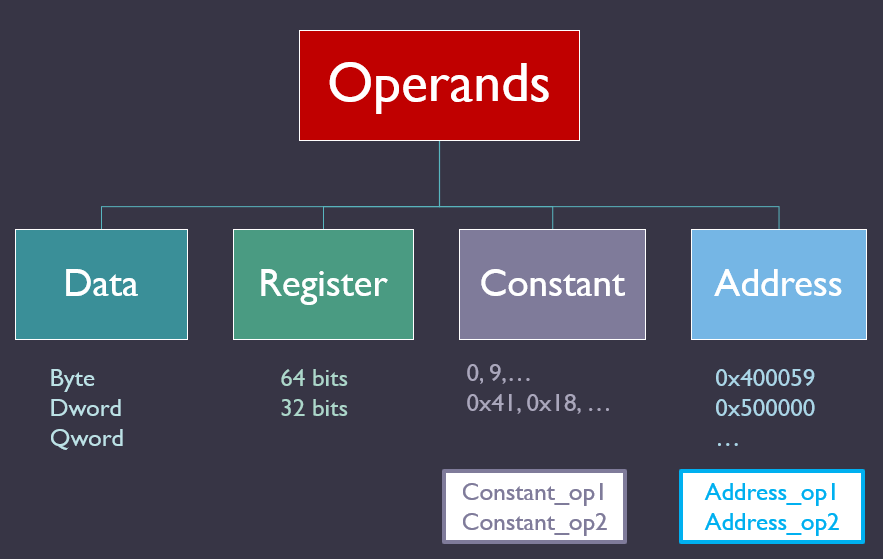 Operands
Data
Register
Constant
Address
Byte
Dword
Qword
64 bits
32 bits
0, 9,…
0x41, 0x18, …
0x400059
0x500000
…
Constant_op1
Constant_op2
Address_op1
Address_op2